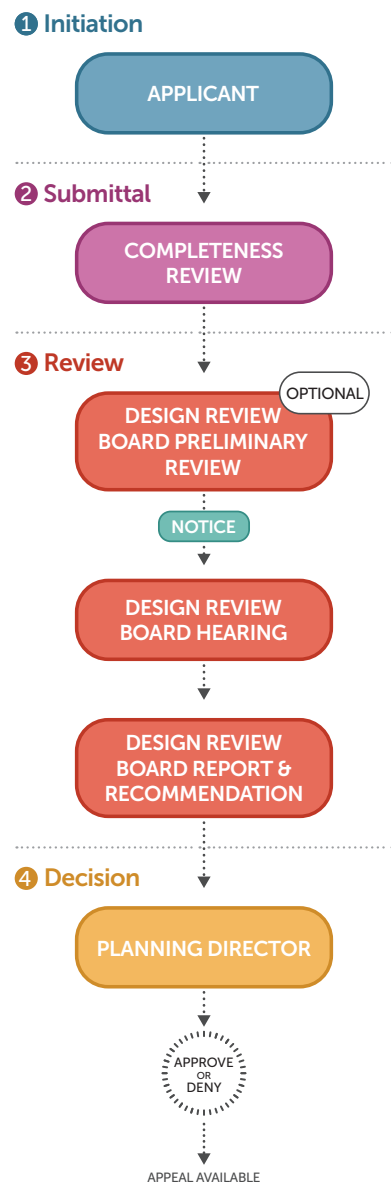 1 Initiation
APPLICANT
2 Submittal
COMPLETENESS
REVIEW
3 Review
OPTIONAL
DESIGN REVIEW
BOARD PRELIMINARY
REVIEW
NOTICE
DESIGN REVIEW
BOARD HEARING
DESIGN REVIEW
BOARD REPORT &
RECOMMENDATION
4 Decision
PLANNING DIRECTOR
APPROVE
OR
DENY
APPEAL AVAILABLE